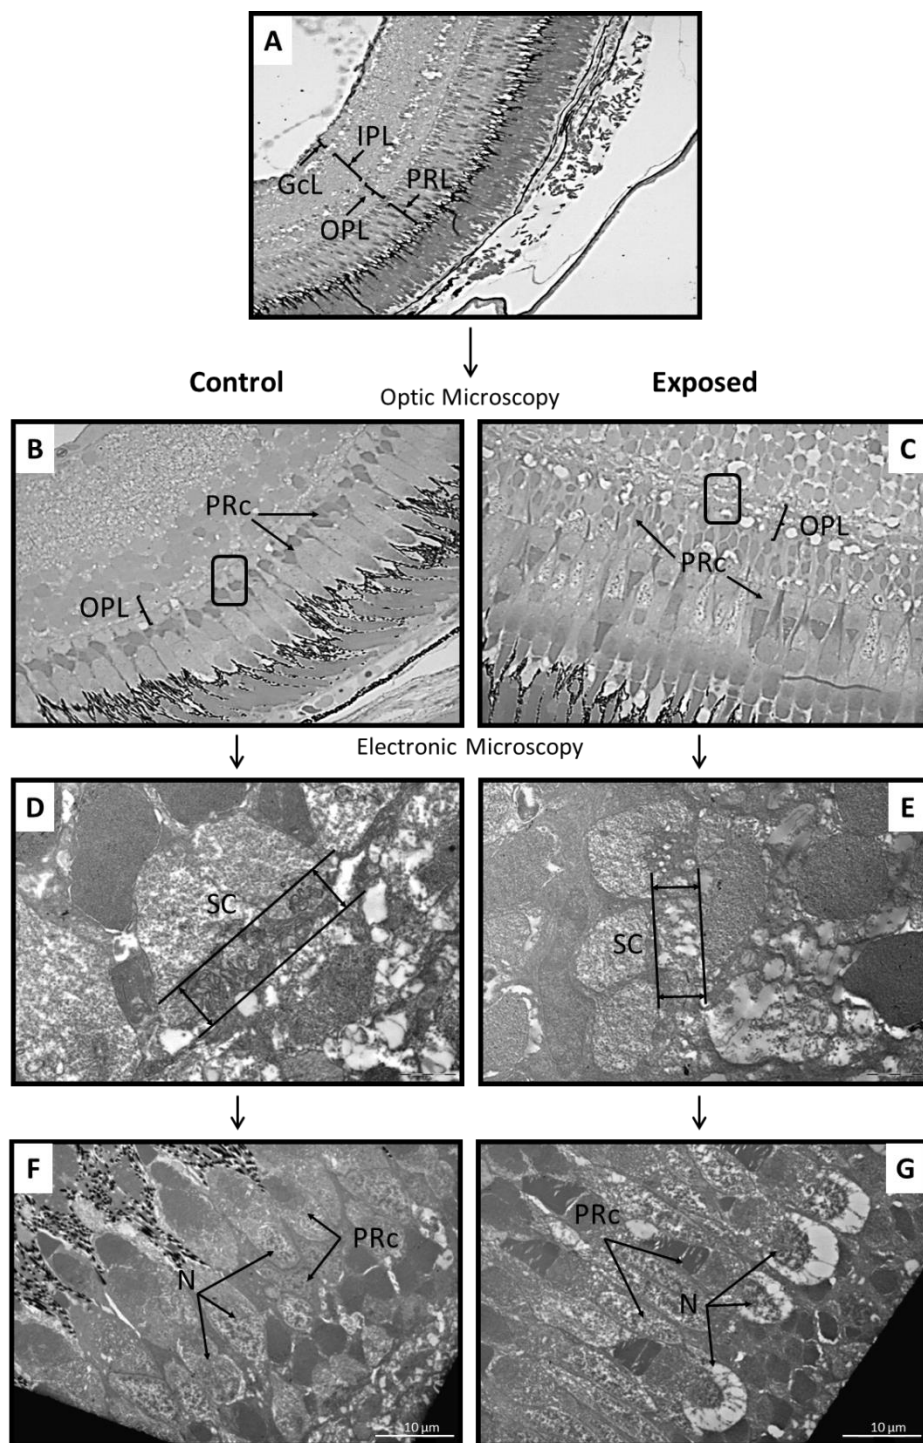 A
IPL
GcL
PRL
OPL
Control
Exposed
Optic Microscopy
B
PRc
OPL
C
OPL
PRc
Electronic Microscopy
D
SC
E
SC
F
PRc
N
10 µm
G
PRc
N
10 µm